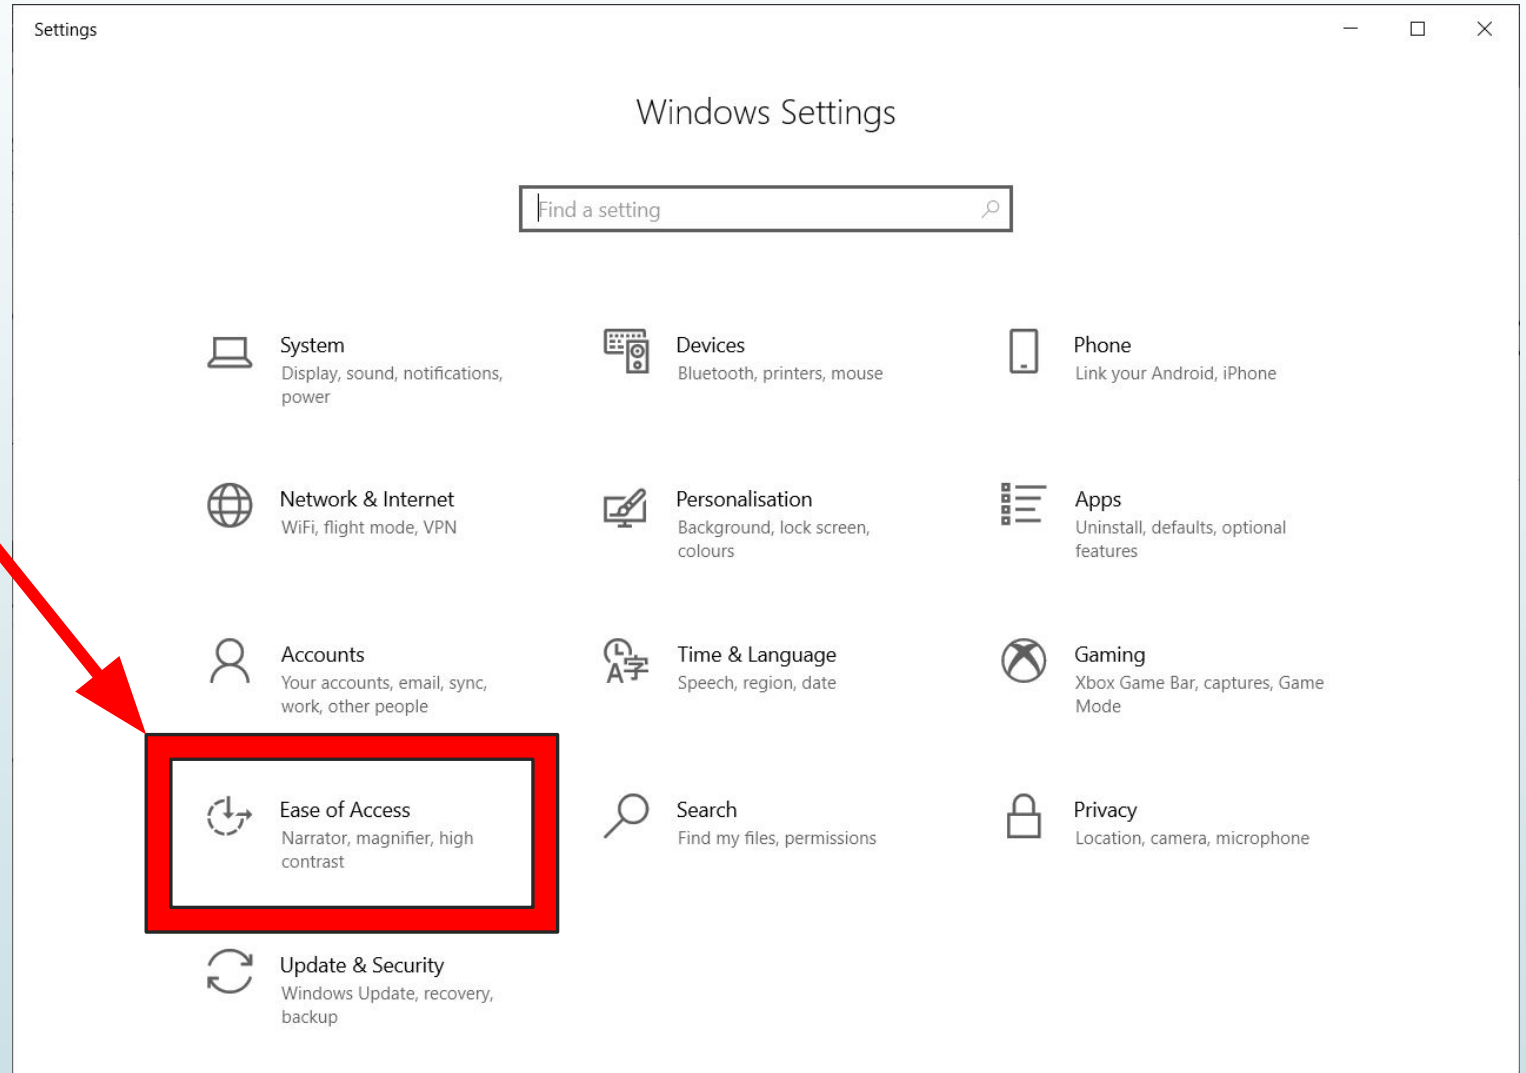 Settings
Windows Settings
Find a setting
System
Display, sound, notifications,
power
Devices
Bluetooth, printers, mouse
Phone
Link your Android, iPhone
Network & Internet
WiFi, flight mode, VPN
Personalisation
Background, lock screen,
colours
Apps
Uninstall, defaults, optional
features
Accounts
Your accounts, email, sync,
work, other people
Time & Language
Speech, region, date
Gaming
Xbox Game Bar, captures, Game
Mode
Ease of Access
Narrator, magnifier, high
contrast
Search
Find my files, permissions
Privacy
Location, camera, microphone
Update & Security
Windows Update, recovery,
backup